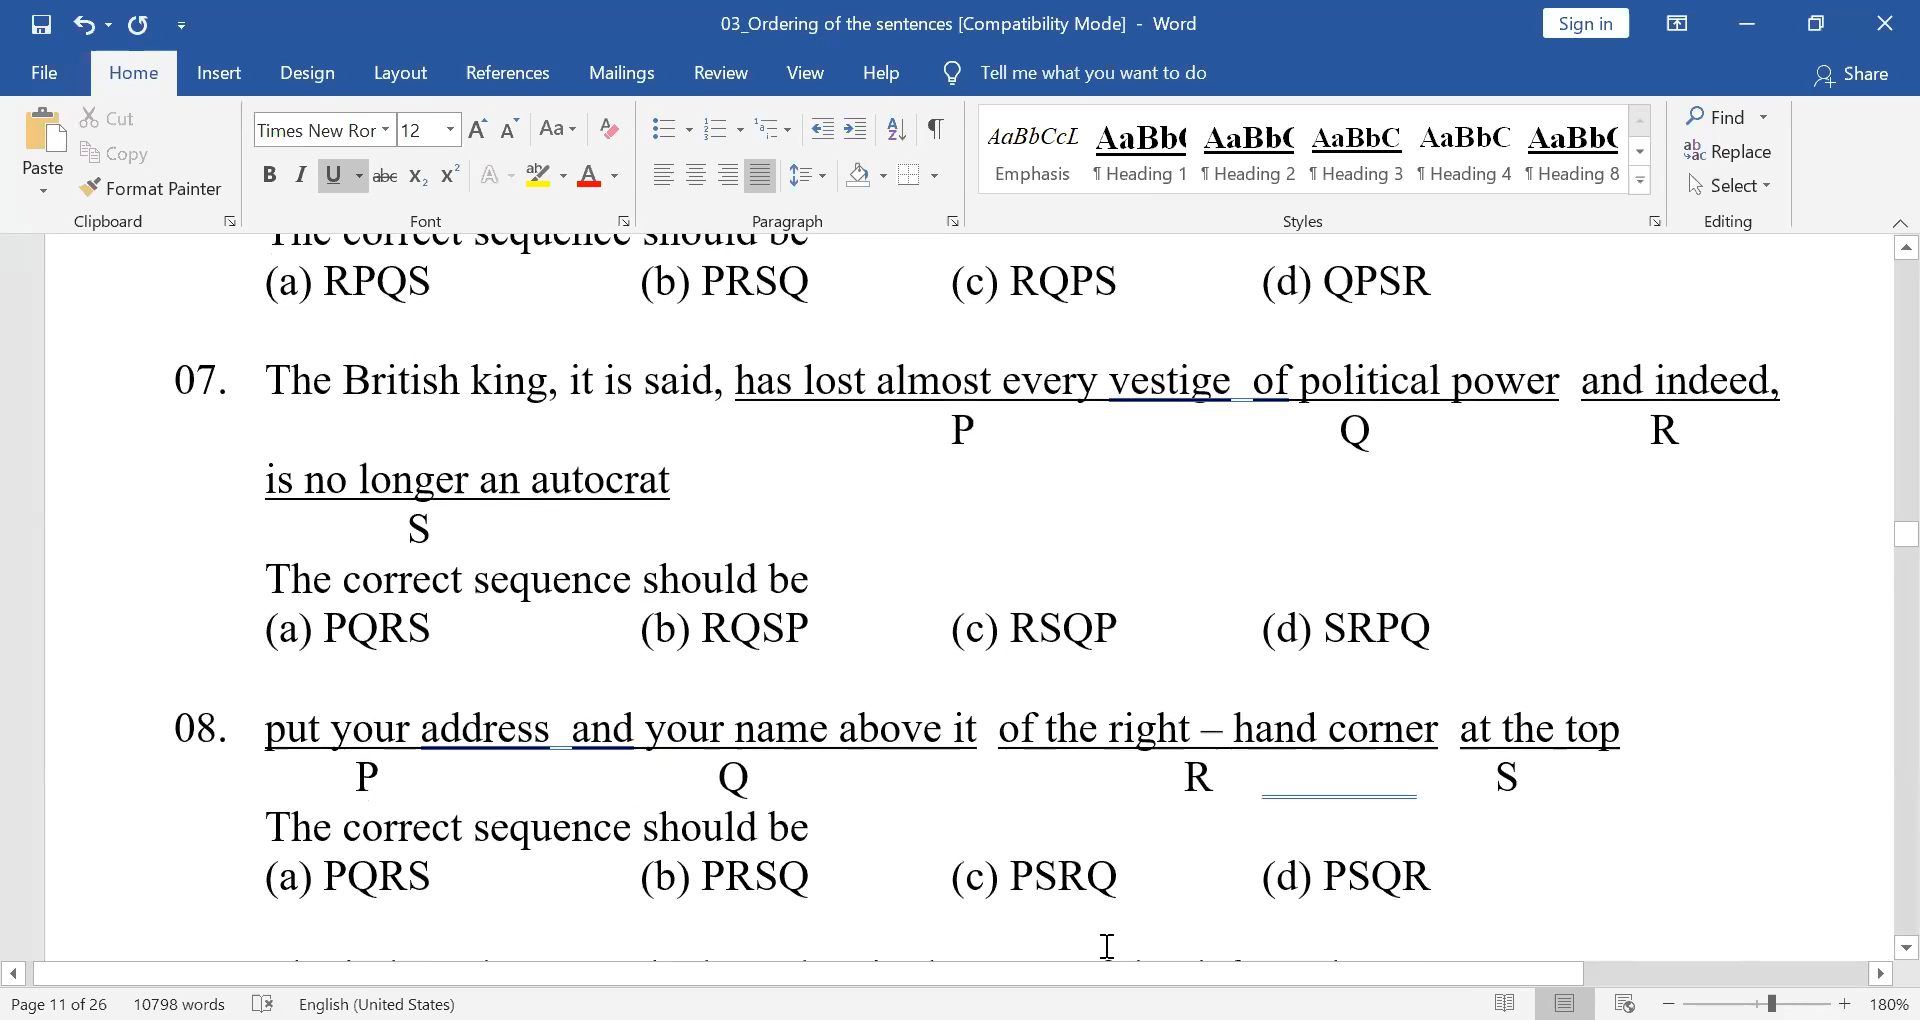 03_Ordering of the sentences [Compatibility Mode] - Word
Sign in
File Home Insert Design Layout References Mailings Review View Help Tell me what you want to do Share
Paste
Cut
Copy
Format Painter
Clipboard
Times New Ror 12
Font
Paragraph
AaBbCcL AaBb( AaBbC AaBbC AaBbC AaBb(
Emphasis ¶ Heading 1 ¶ Heading 2 ¶ Heading 3 ¶ Heading 4 ¶ Heading 8
Styles
Find
Replace
Select
Editing
The correct sequence should be
(a) RPQS (b) PRSQ (c) RQPS (d) QPSR
07. The British king, it is said, has lost almost every vestige of political power and indeed,
P Q R
is no longer an autocrat
S
The correct sequence should be
(a) PQRS (b) RQSP (c) RSQP (d) SRPQ
08. put your address and your name above it of the right – hand corner at the top
P Q R S
The correct sequence should be
(a) PQRS (b) PRSQ (c) PSRQ (d) PSQR
Page 11 of 26 10798 words English (United States) 180%